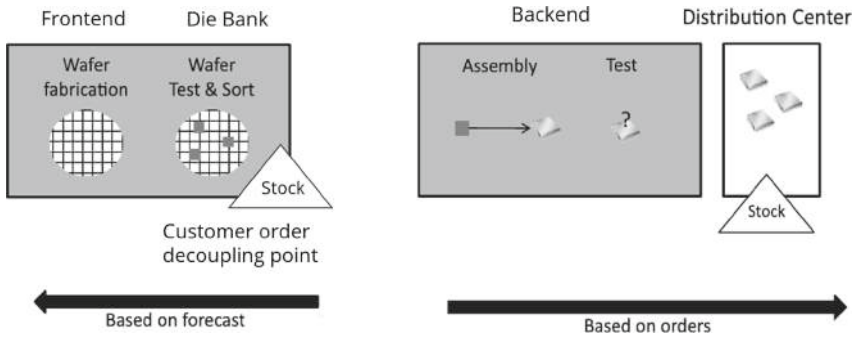 Frontend
Die Bank
Backend
Distribution Center
Wafer
fabrication
Wafer
Test & Sort
Assembly
Test
?
Stock
Stock
Customer order
decoupling point
Based on forecast
Based on orders